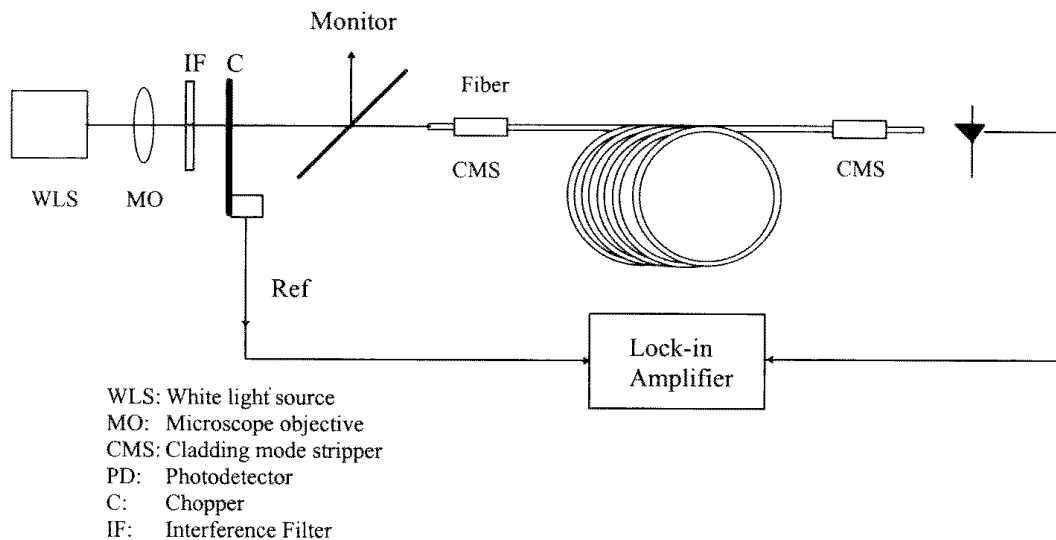 Monitor
IF C
Fiber
WLS
MO
CMS
CMS
Ref
Lock-in
Amplifier
WLS: White light source
MO: Microscope objective
CMS: Cladding mode stripper
PD: Photodetector
C: Chopper
IF: Interference Filter